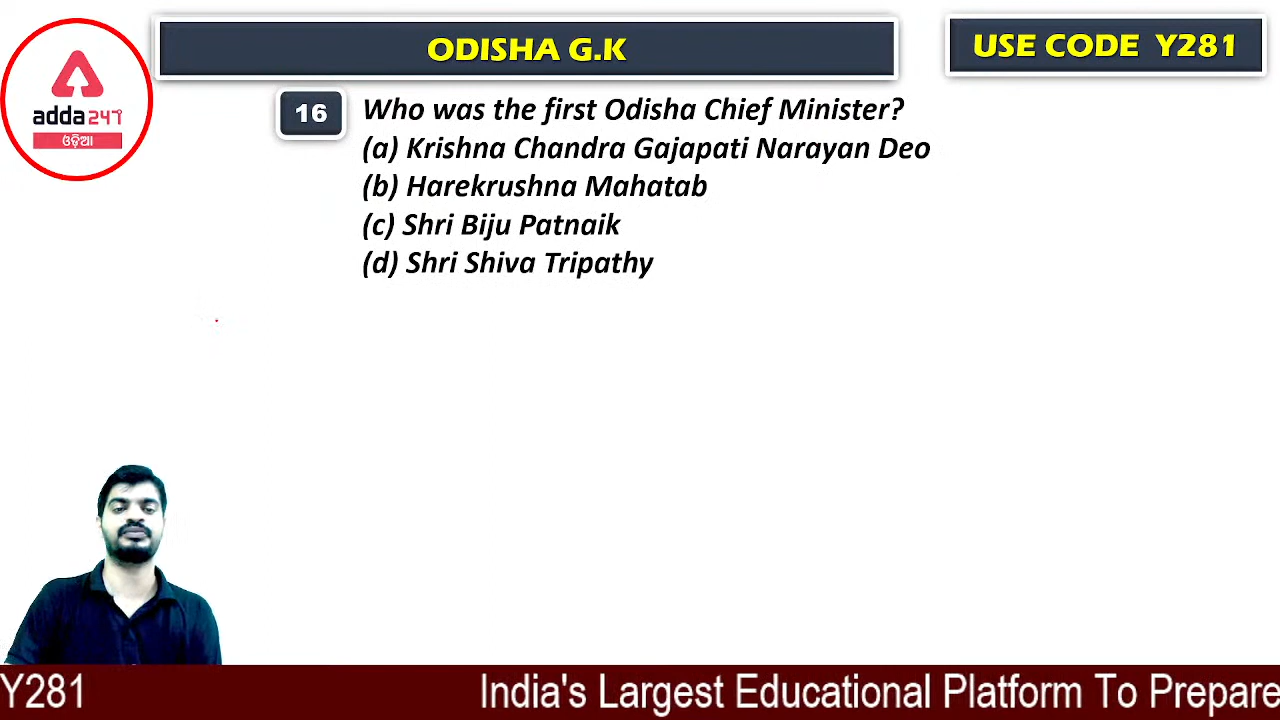 ODISHA G.K
USE CODE Y281
adda247
ଓଡ଼ିଆ
16 Who was the first Odisha Chief Minister?
(a) Krishna Chandra Gajapati Narayan Deo
(b) Harekrushna Mahatab
(c) Shri Biju Patnaik
(d) Shri Shiva Tripathy
Y281 India's Largest Educational Platform To Prepare